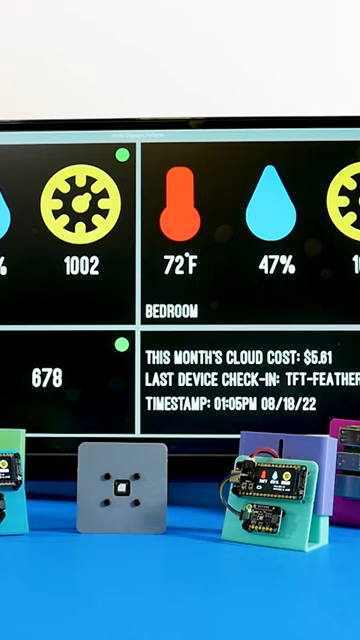 %
1002
72°F
47%
10
BEDROOM
678
THIS MONTH'S CLOUD COST: $5.61
LAST DEVICE CHECK-IN: TFT-FEATHER
TIMESTAMP: 01:05PM 08/18/22